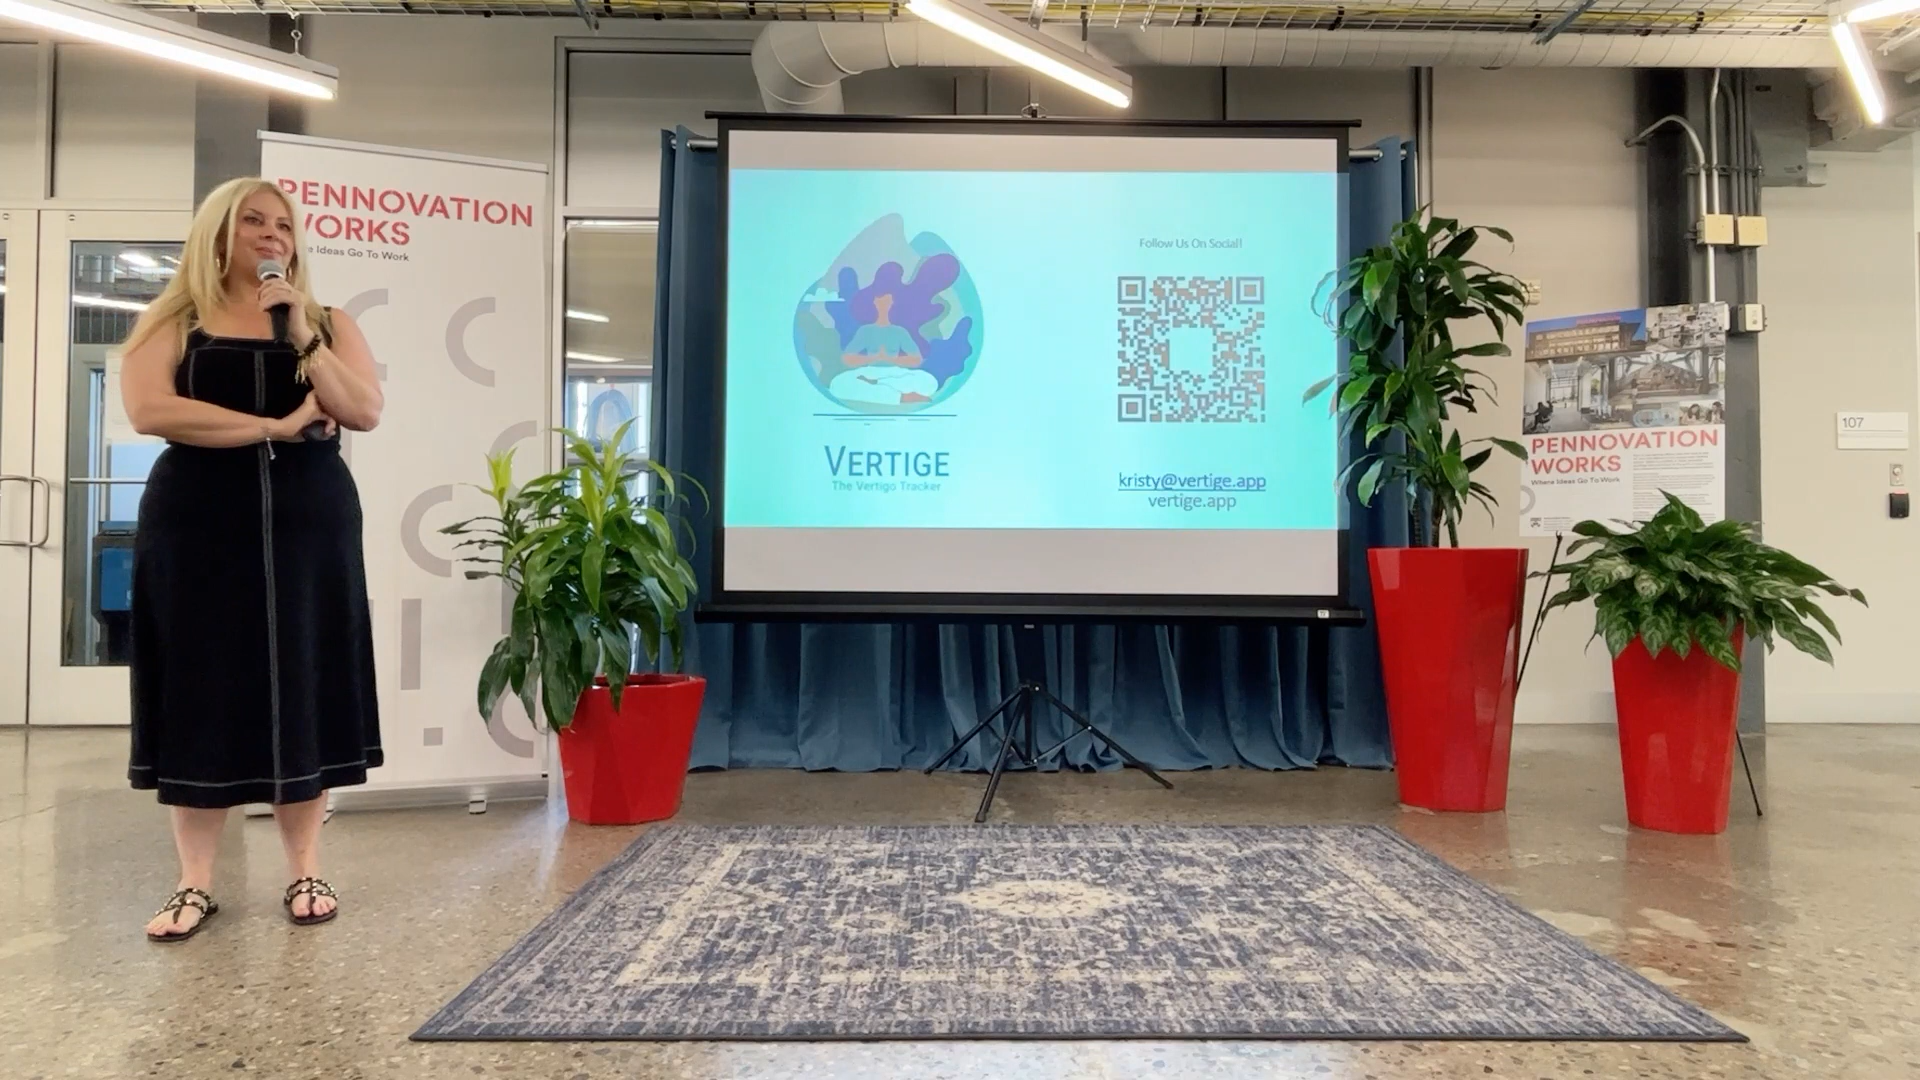 PENNOVATION
WORKS
Ideas Go To Work
Follow Us On Social!
VERTIGE
The Vertigo Tracker
kristy@vertige.app
vertige.app
107
PENNOVATION
WORKS
Where Ideas Go To Work